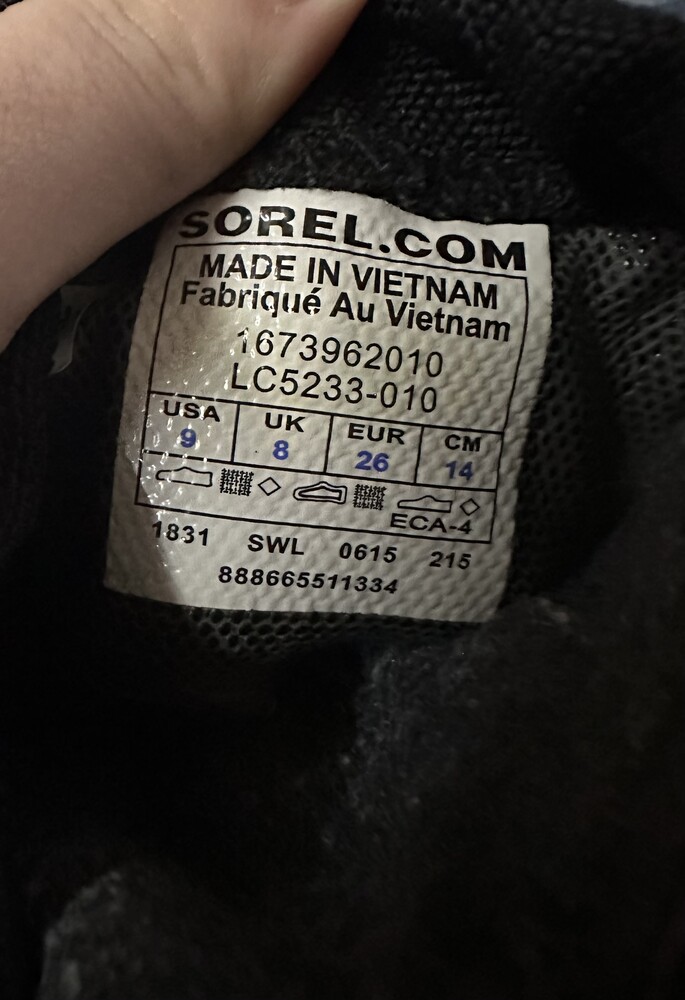 SOREL.COM
MADE IN VIETNAM
Fabriqué Au Vietnam
1673962010
LC5233-010
USA UK EUR CM
9 8 26 14
ECA-4
1831 SWL 0615 215
888665511334